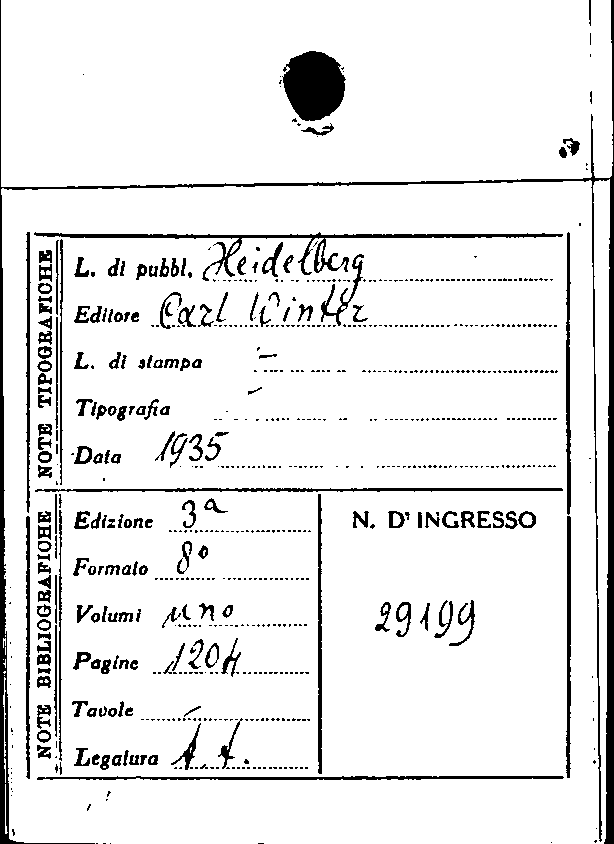 NOTE TIPOGRAFICHE
L. di pubbl. Heidelberg
Editore Carl Winter
L. di stampa –
Tipografia –
Data 1935
NOTE BIBLIOGRAFICHE
Edizione 3ª
Formato 8°
Volumi uno
Pagine 1204
Tavole –
Legatura
N. D'INGRESSO
29199